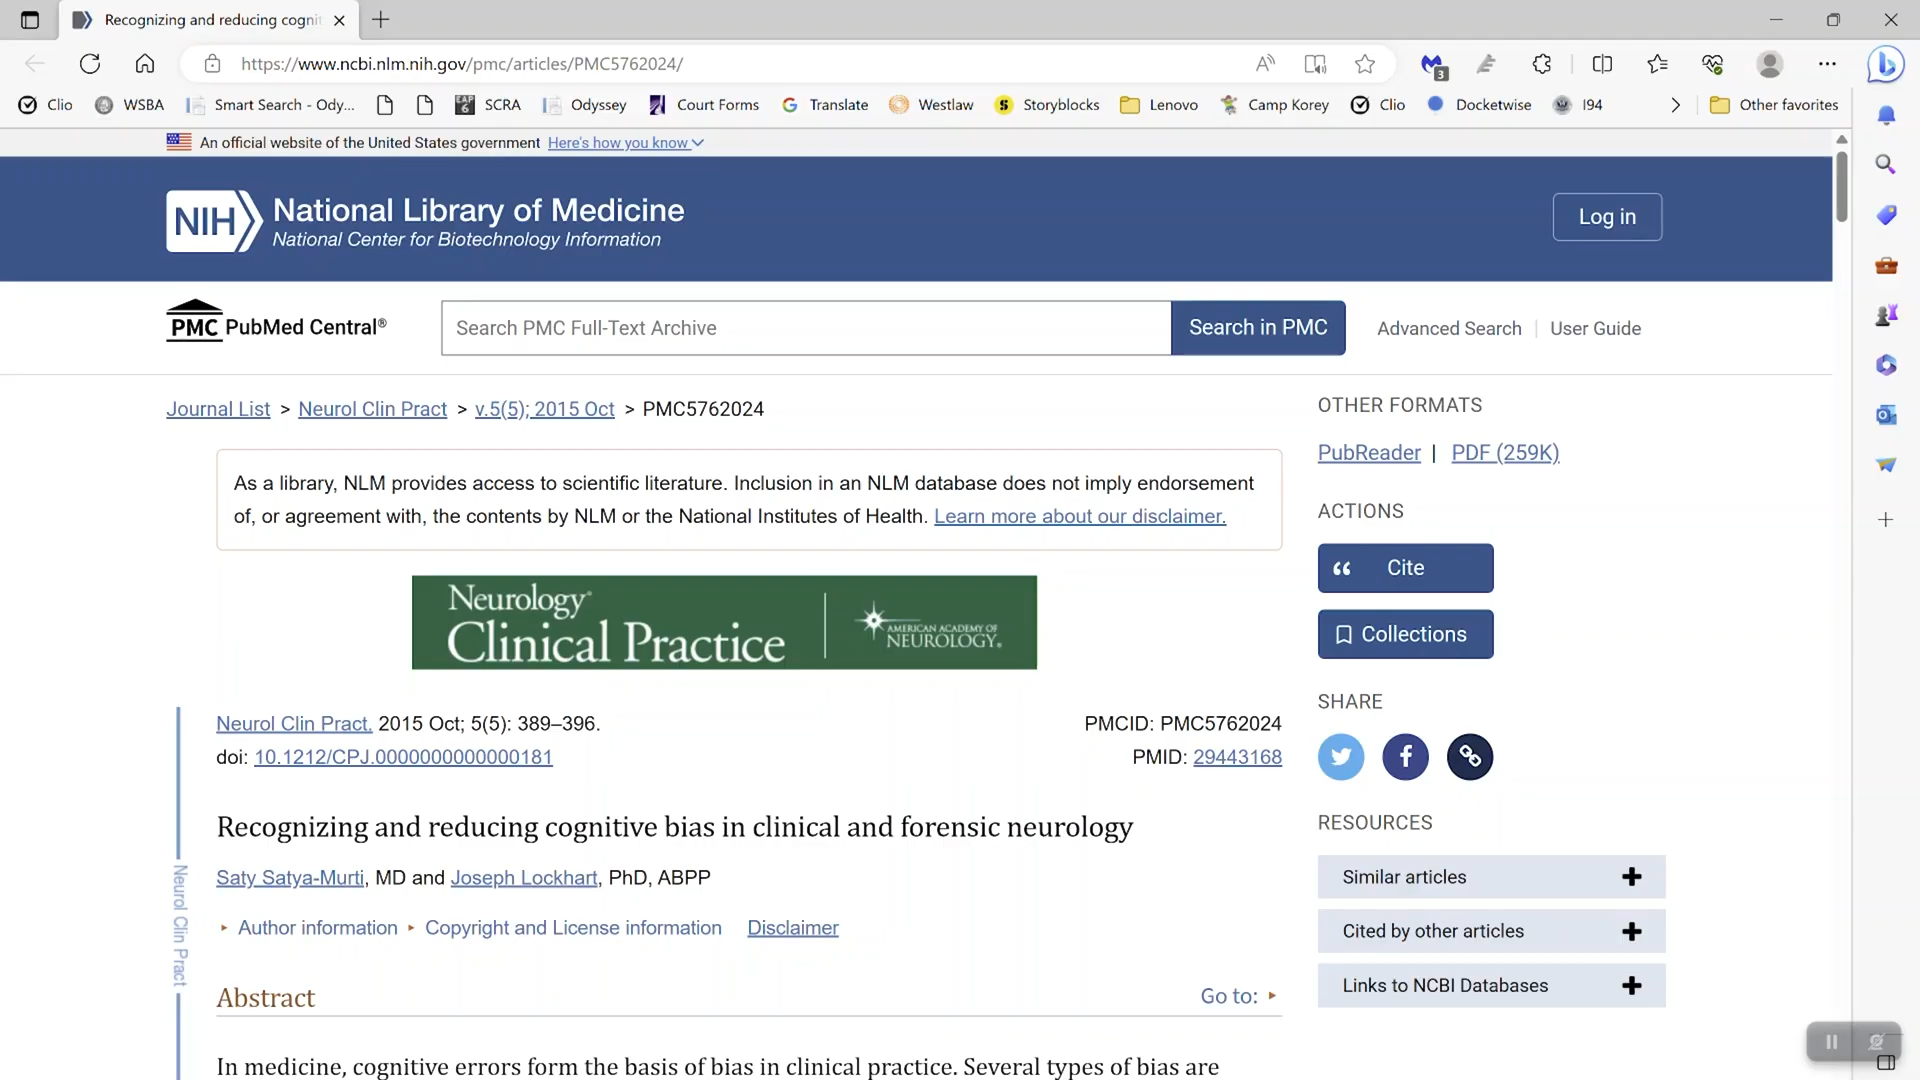 Recognizing and reducing cogni
https://www.ncbi.nlm.nih.gov/pmc/articles/PMC5762024/
3
Clio WSBA Smart Search - Ody... SCRA Odyssey Court Forms Translate Westlaw Storyblocks Lenovo Camp Korey Clio Docketwise I94 Other favorites
An official website of the United States government Here's how you know
NIH National Library of Medicine
National Center for Biotechnology Information
Log in
PMC PubMed Central®
Search PMC Full-Text Archive
Search in PMC
Advanced Search
User Guide
Journal List > Neurol Clin Pract > v.5(5); 2015 Oct > PMC5762024
As a library, NLM provides access to scientific literature. Inclusion in an NLM database does not imply endorsement
of, or agreement with, the contents by NLM or the National Institutes of Health. Learn more about our disclaimer.
Neurology®
Clinical Practice
AMERICAN ACADEMY OF
NEUROLOGY®
Neurol Clin Pract. 2015 Oct; 5(5): 389–396.
doi: 10.1212/CPJ.0000000000000181
PMCID: PMC5762024
PMID: 29443168
Recognizing and reducing cognitive bias in clinical and forensic neurology
Saty Satya-Murti, MD and Joseph Lockhart, PhD, ABPP
Author information Copyright and License information Disclaimer
Neurol Clin Pract
Abstract
Go to:
In medicine, cognitive errors form the basis of bias in clinical practice. Several types of bias are
OTHER FORMATS
PubReader | PDF (259K)
ACTIONS
Cite
Collections
SHARE
RESOURCES
Similar articles
Cited by other articles
Links to NCBI Databases